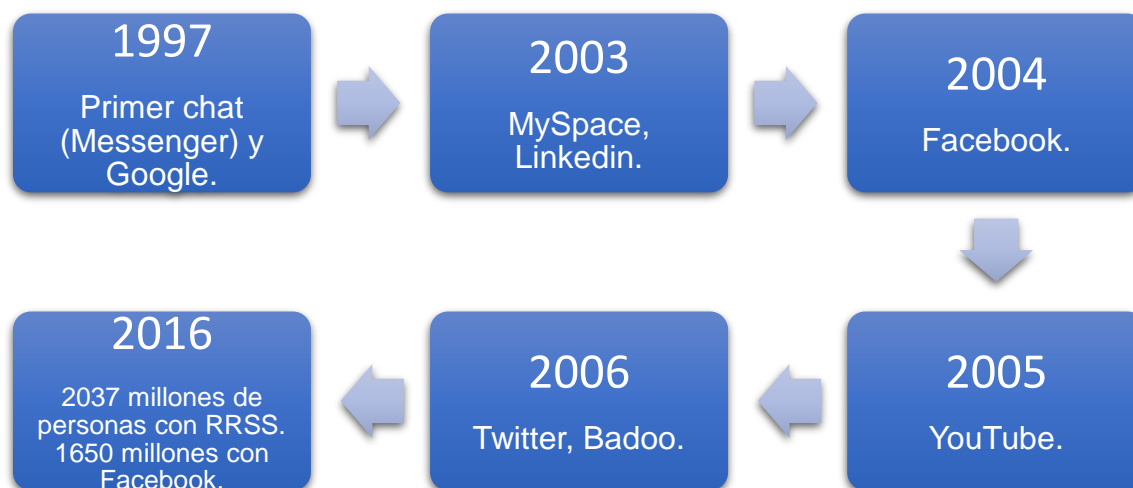 1997
Primer chat
(Messenger) y
Google.
2003
MySpace,
Linkedin.
2004
Facebook.
2005
YouTube.
2006
Twitter, Badoo.
2016
2037 millones de
personas con RRSS.
1650 millones con
Facebook.